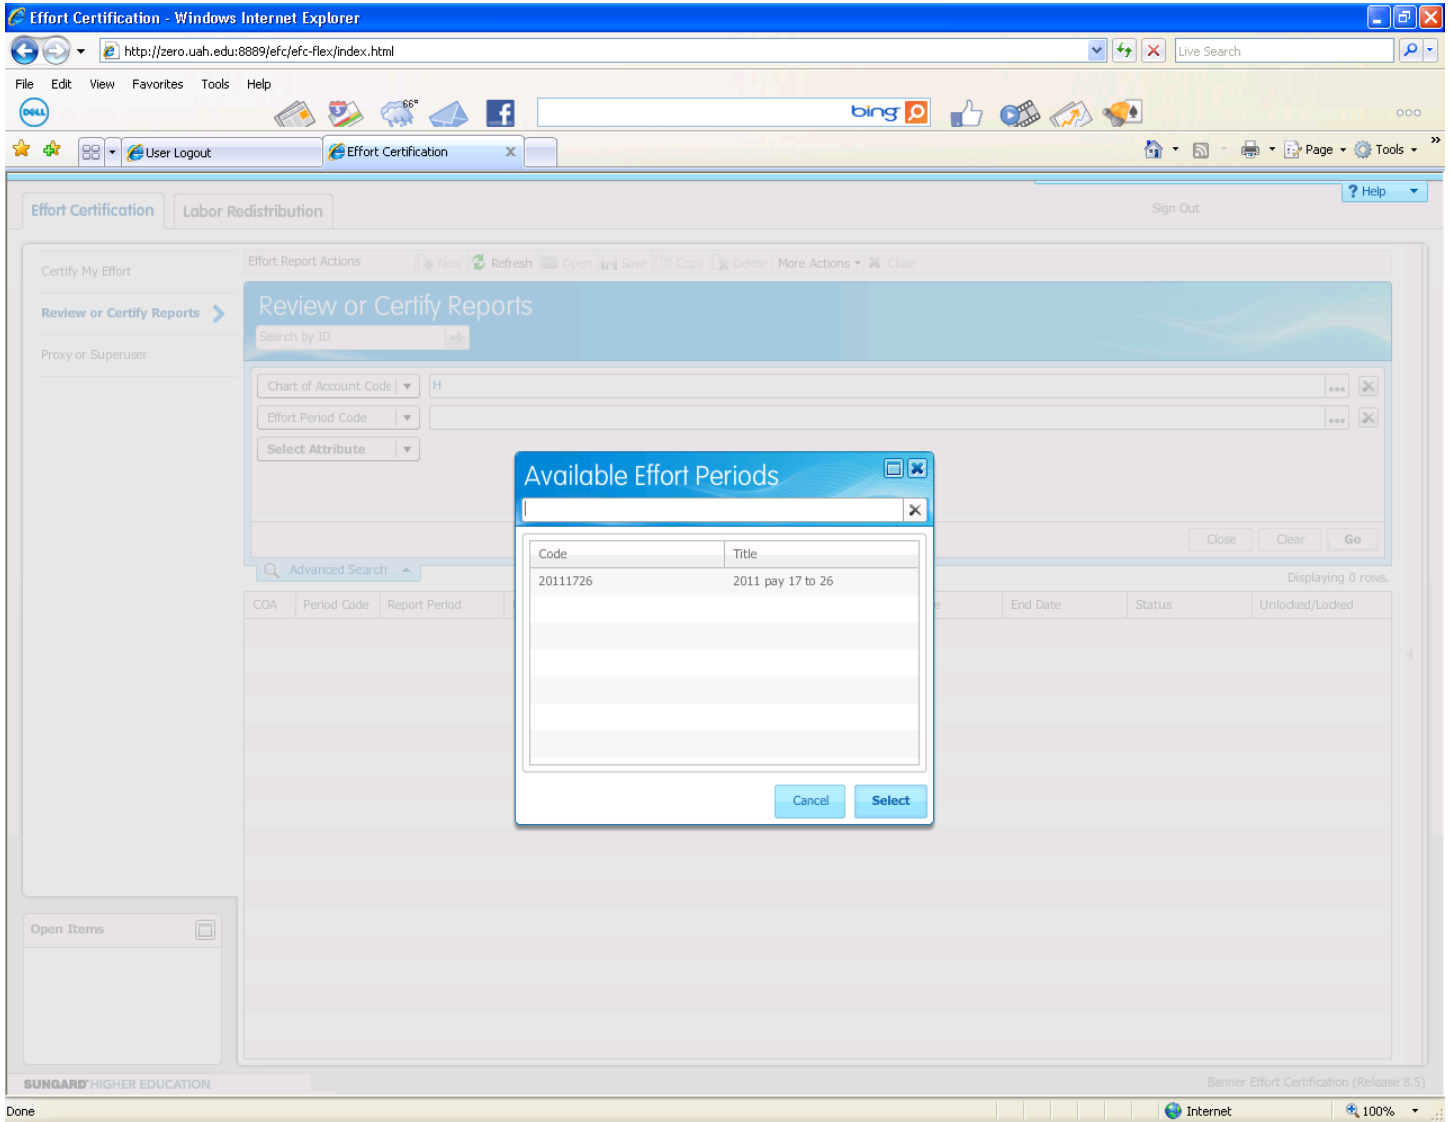 Effort Certification - Windows Internet Explorer
http://zero.uah.edu:8889/efc/efc-flex/index.html
Live Search
File Edit View Favorites Tools Help
DELL
66°
bing
User Logout
Effort Certification
Page
Tools
Effort Certification
Labor Redistribution
Sign Out
? Help
Certify My Effort
Review or Certify Reports
Proxy or Superuser
Effort Report Actions
New Refresh Open Save Copy Delete More Actions Close
Review or Certify Reports
Search by ID
Chart of Account Code
H
Effort Period Code
Select Attribute
Close Clear Go
Advanced Search
Displaying 0 rows.
COA Period Code Report Period End Date Status Unlocked/Locked
Available Effort Periods
Code Title
20111726 2011 pay 17 to 26
Cancel Select
Open Items
SUNGARD HIGHER EDUCATION
Banner Effort Certification (Release 8.5)
Done
Internet
100%